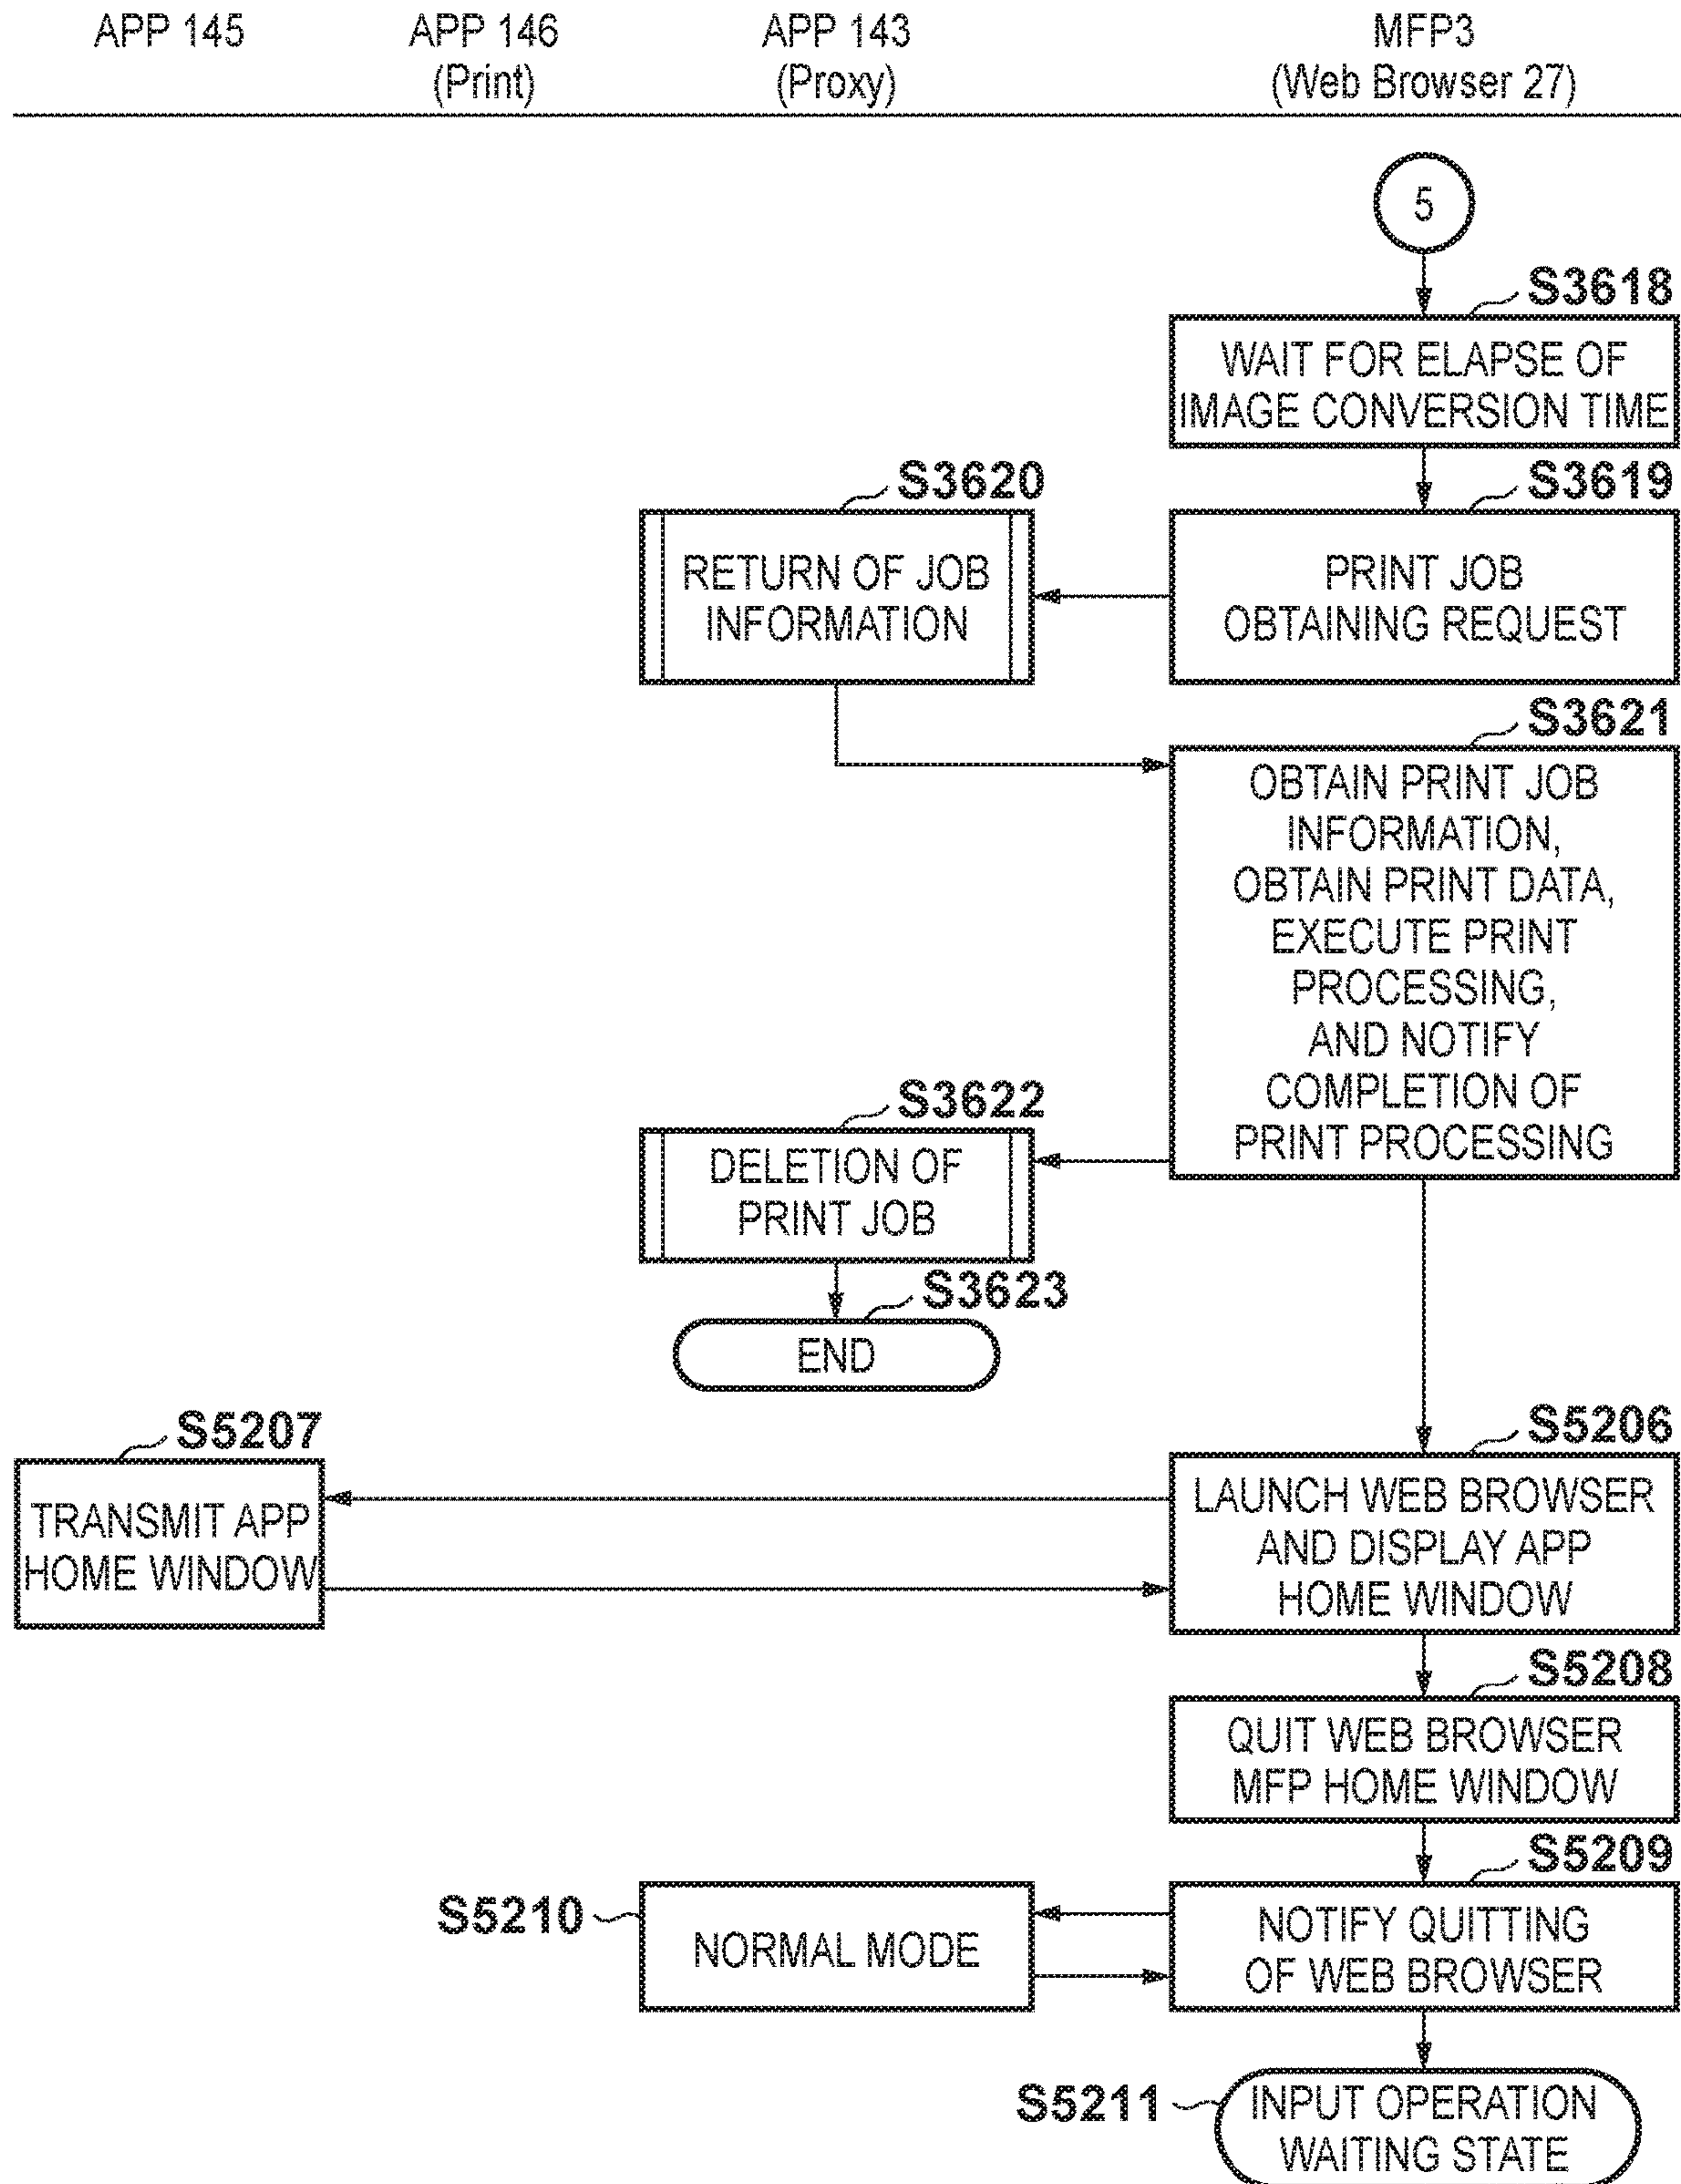 APP 145
APP 146
(Print)
APP 143
(Proxy)
MFP3
(Web Browser 27)
5
S3618
WAIT FOR ELAPSE OF
IMAGE CONVERSION TIME
S3619
PRINT JOB
OBTAINING REQUEST
S3620
RETURN OF JOB
INFORMATION
S3621
OBTAIN PRINT JOB
INFORMATION,
OBTAIN PRINT DATA,
EXECUTE PRINT
PROCESSING,
AND NOTIFY
COMPLETION OF
PRINT PROCESSING
S3622
DELETION OF
PRINT JOB
S3623
END
S5206
LAUNCH WEB BROWSER
AND DISPLAY APP
HOME WINDOW
S5207
TRANSMIT APP
HOME WINDOW
S5208
QUIT WEB BROWSER
MFP HOME WINDOW
S5209
NOTIFY QUITTING
OF WEB BROWSER
S5210
NORMAL MODE
S5211
INPUT OPERATION
WAITING STATE